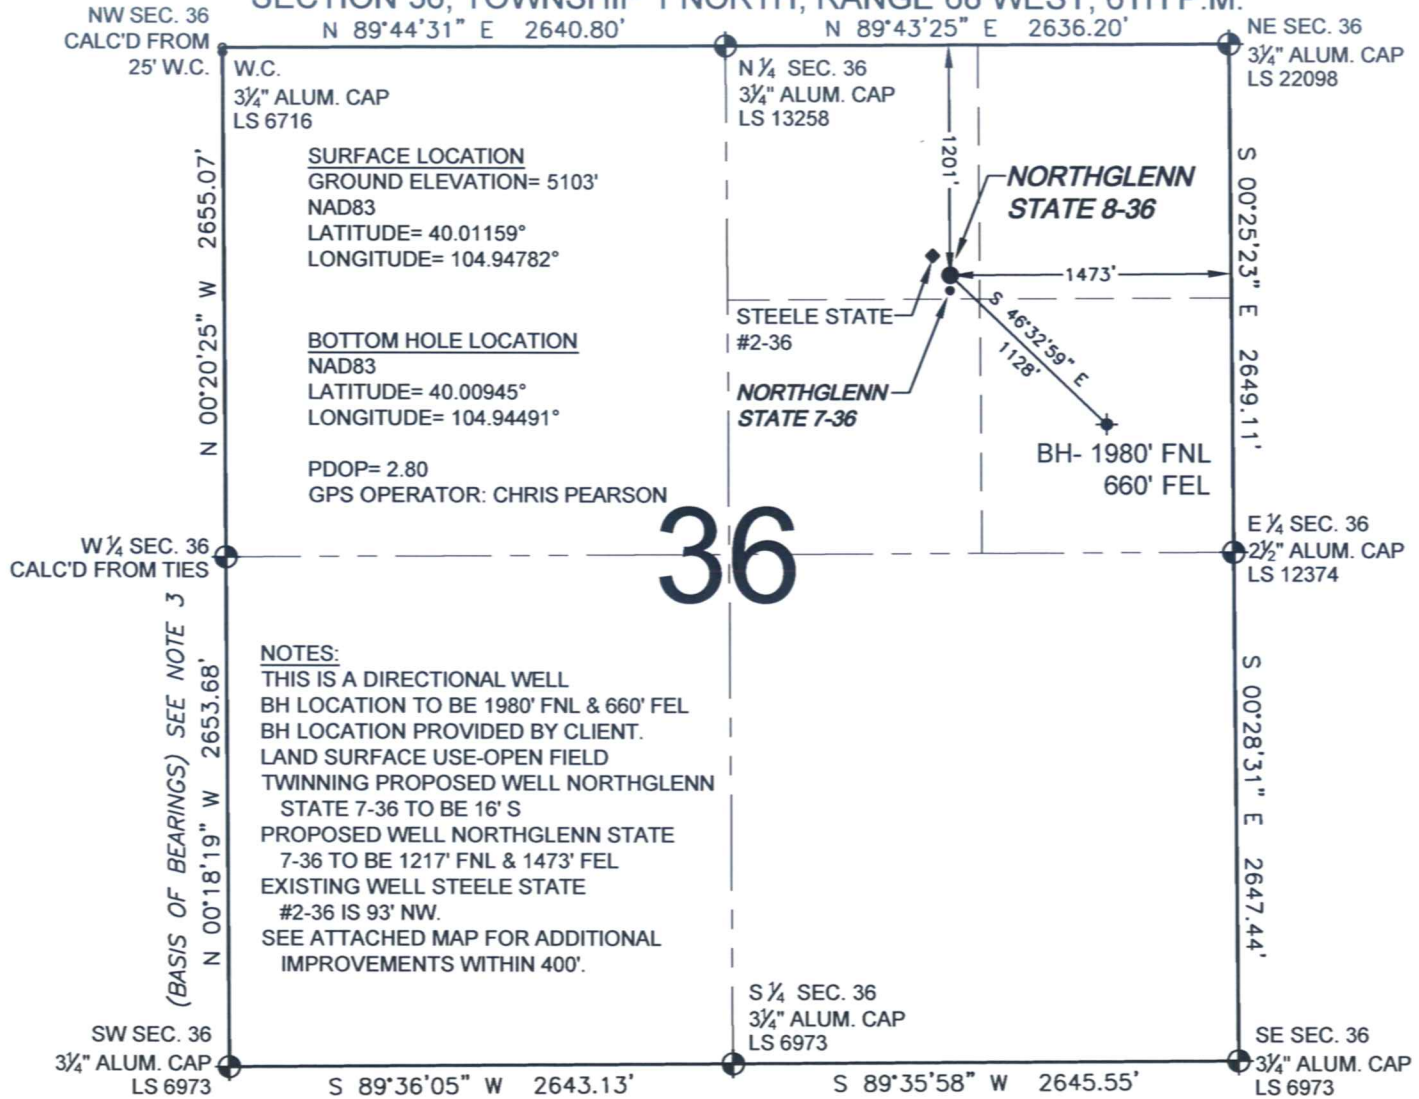 SECTION 36, TOWNSHIP 1 NORTH, RANGE 68 WEST, 6TH P.M.
NW SEC. 36
CALC'D FROM
25' W.C.
N 89°44'31" E 2640.80'
N 89°43'25" E 2636.20'
NE SEC. 36
3¼" ALUM. CAP
LS 22098
W.C.
3¼" ALUM. CAP
LS 6716
N ¼ SEC. 36
3¼" ALUM. CAP
LS 13258
SURFACE LOCATION
GROUND ELEVATION= 5103'
NAD83
LATITUDE= 40.01159°
LONGITUDE= 104.94782°
N 00°20'25" W 2655.07'
1201'
NORTHGLENN
STATE 8-36
S 00°25'23" E 2649.11'
1473'
STEELE STATE
#2-36
S 46°32'59" E
1128'
NORTHGLENN
STATE 7-36
BOTTOM HOLE LOCATION
NAD83
LATITUDE= 40.00945°
LONGITUDE= 104.94491°
PDOP= 2.80
GPS OPERATOR: CHRIS PEARSON
BH- 1980' FNL
660' FEL
36
W ¼ SEC. 36
CALC'D FROM TIES
E ¼ SEC. 36
2½" ALUM. CAP
LS 12374
(BASIS OF BEARINGS) SEE NOTE 3
N 00°18'19" W 2653.68'
NOTES:
THIS IS A DIRECTIONAL WELL
BH LOCATION TO BE 1980' FNL & 660' FEL
BH LOCATION PROVIDED BY CLIENT.
LAND SURFACE USE-OPEN FIELD
TWINNING PROPOSED WELL NORTHGLENN
STATE 7-36 TO BE 16' S
PROPOSED WELL NORTHGLENN STATE
7-36 TO BE 1217' FNL & 1473' FEL
EXISTING WELL STEELE STATE
#2-36 IS 93' NW.
SEE ATTACHED MAP FOR ADDITIONAL
IMPROVEMENTS WITHIN 400'.
S 00°28'31" E 2647.44'
SW SEC. 36
3¼" ALUM. CAP
LS 6973
S 89°36'05" W 2643.13'
S ¼ SEC. 36
3¼" ALUM. CAP
LS 6973
S 89°35'58" W 2645.55'
SE SEC. 36
3¼" ALUM. CAP
LS 6973